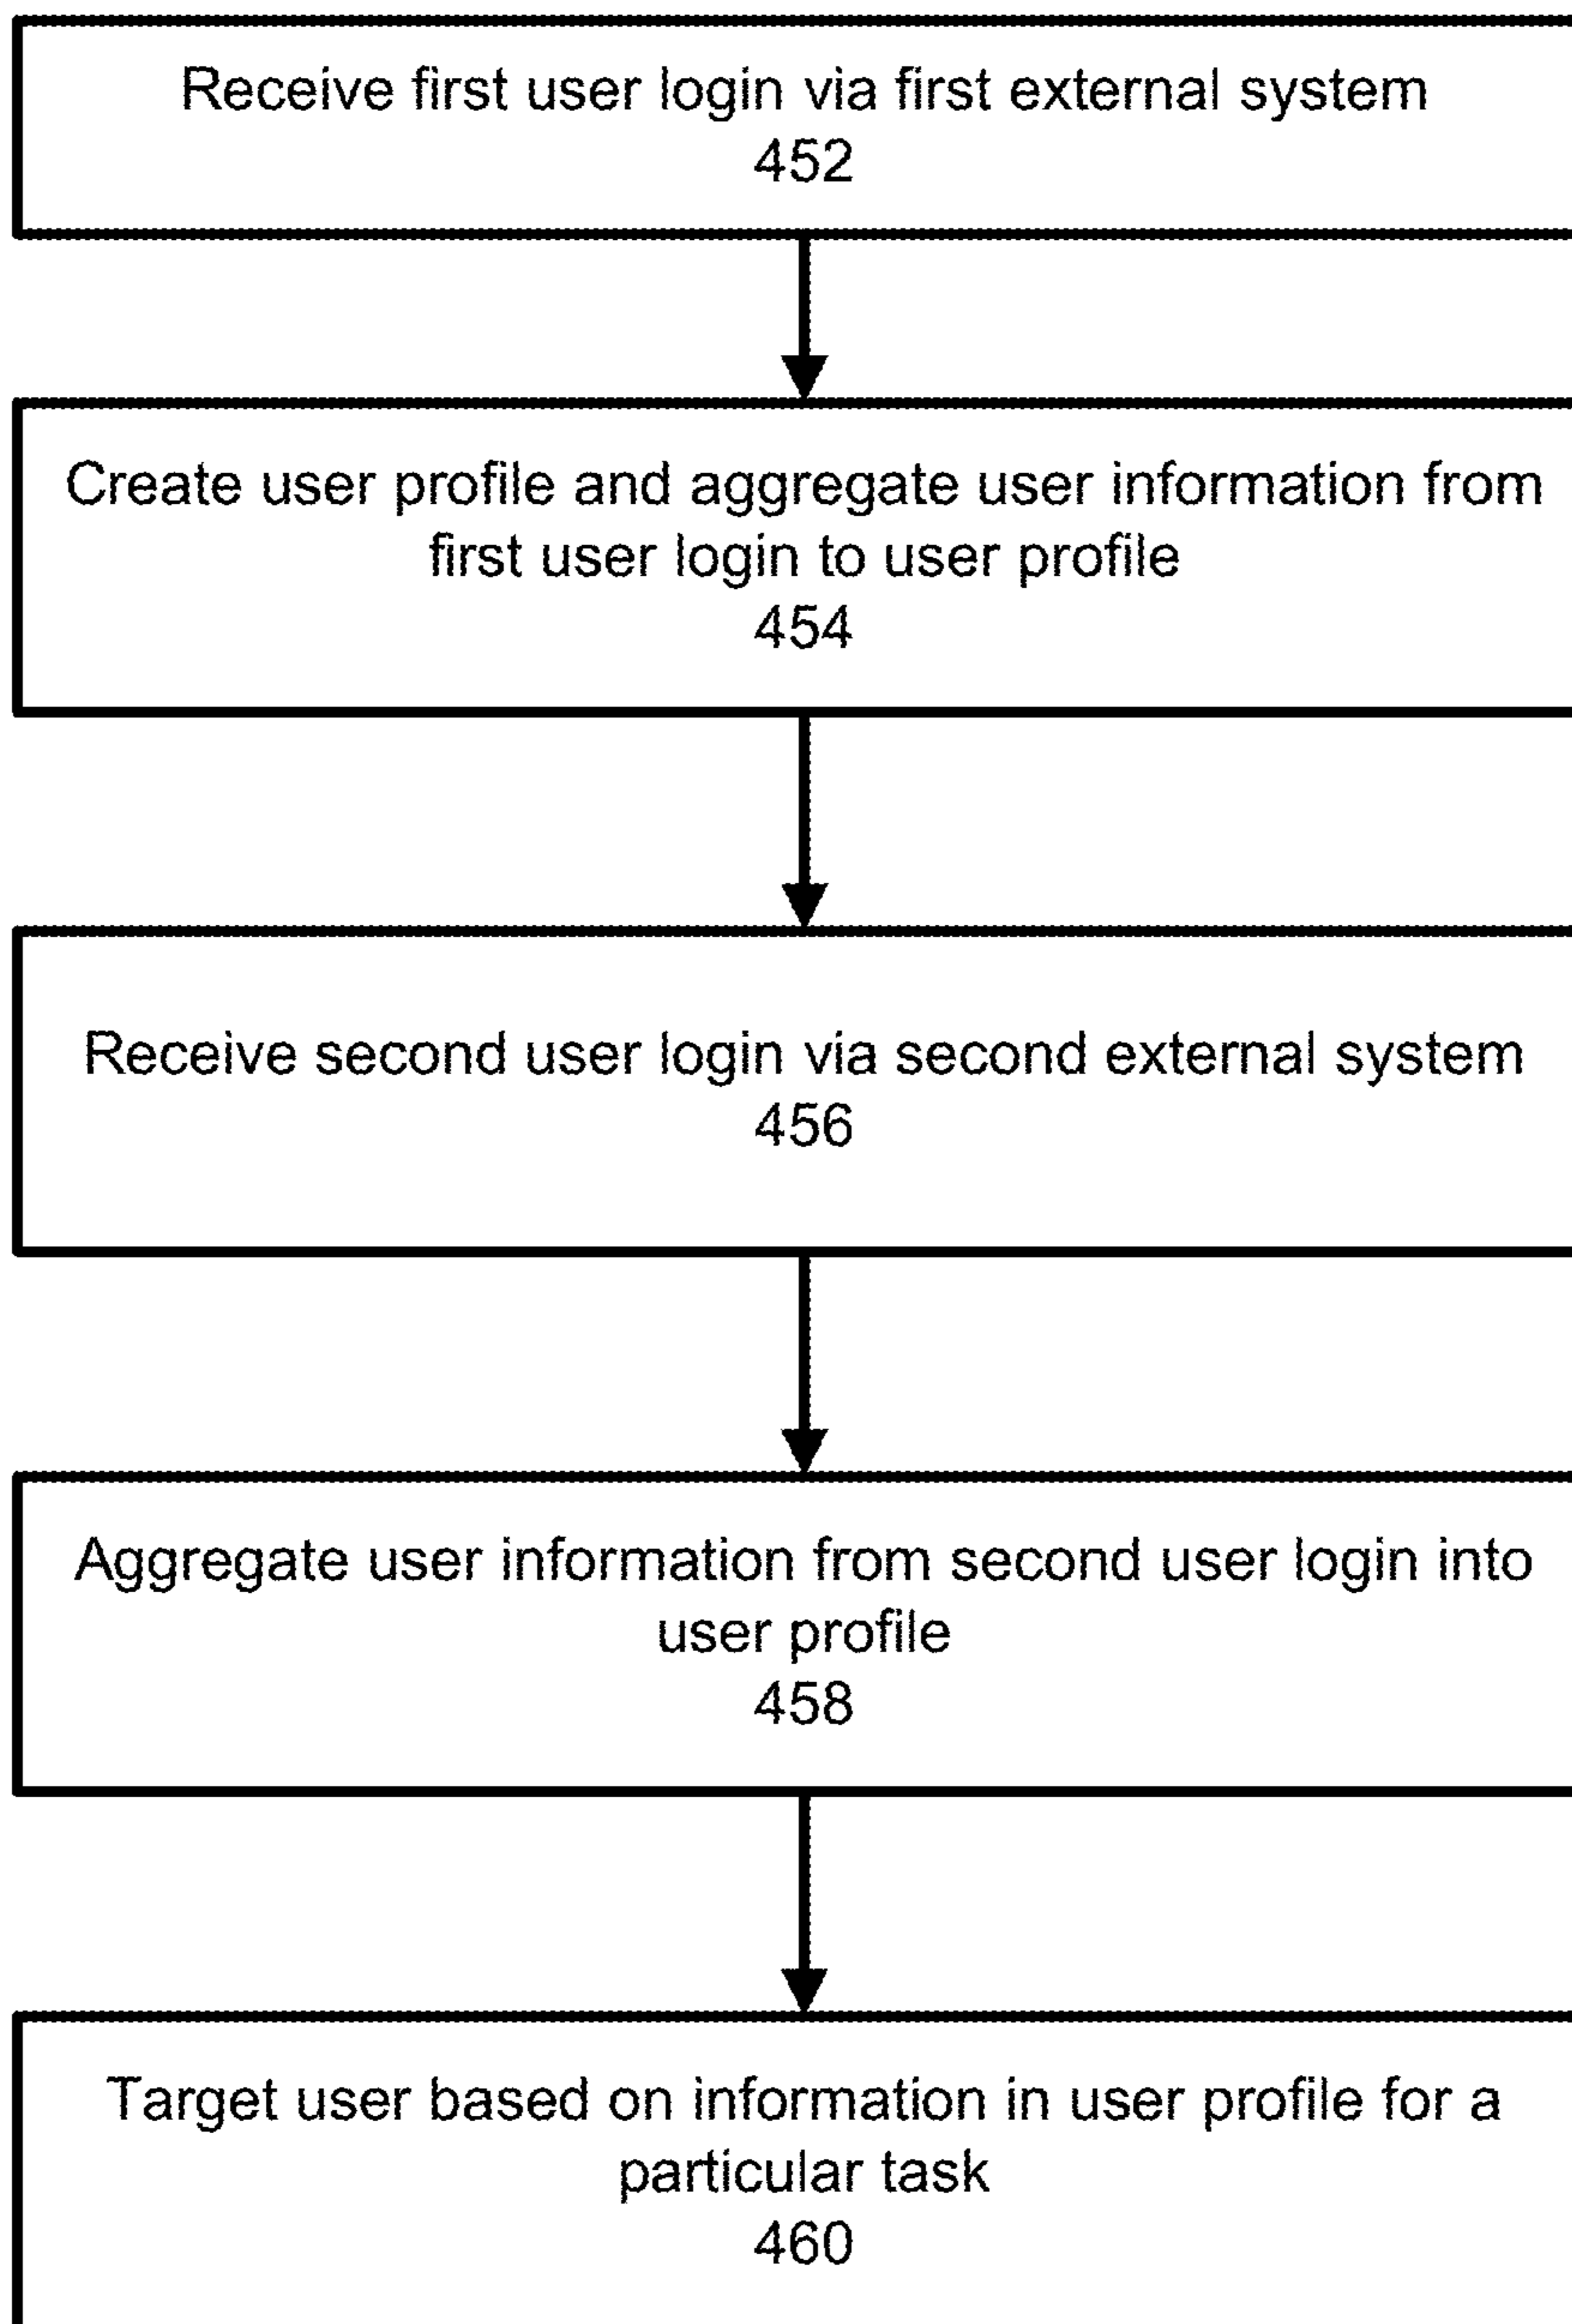 Receive first user login via first external system
452
Create user profile and aggregate user information from
first user login to user profile
454
Receive second user login via second external system
456
Aggregate user information from second user login into
user profile
458
Target user based on information in user profile for a
particular task
460